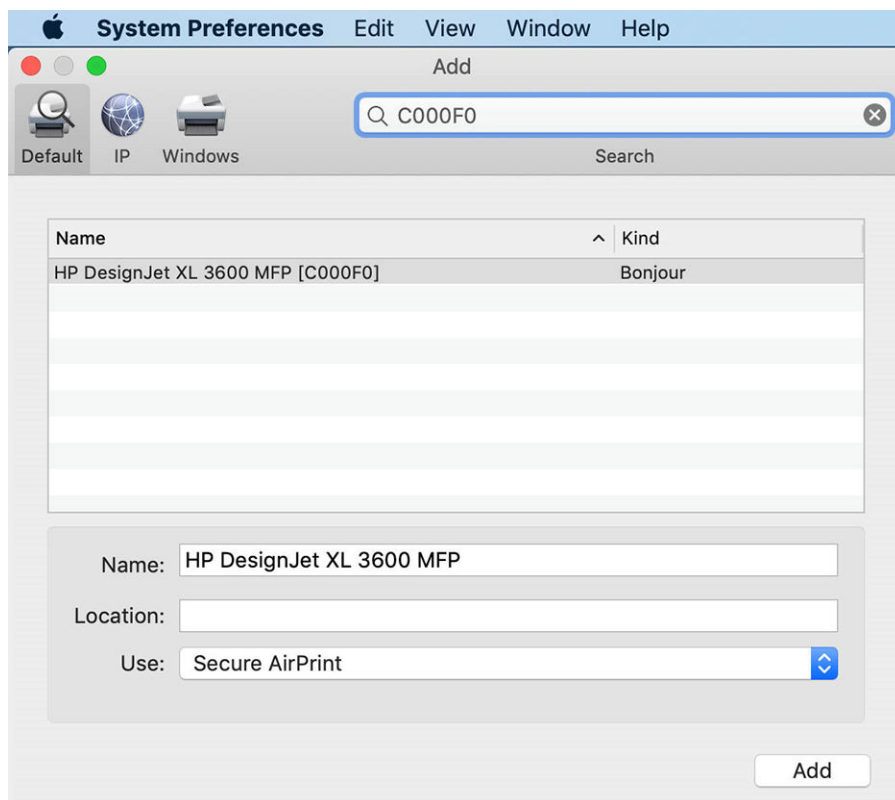 System Preferences Edit View Window Help
Add
C000F0
Default IP Windows Search
Name Kind
HP DesignJet XL 3600 MFP [C000F0] Bonjour
Name: HP DesignJet XL 3600 MFP
Location:
Use: Secure AirPrint
Add